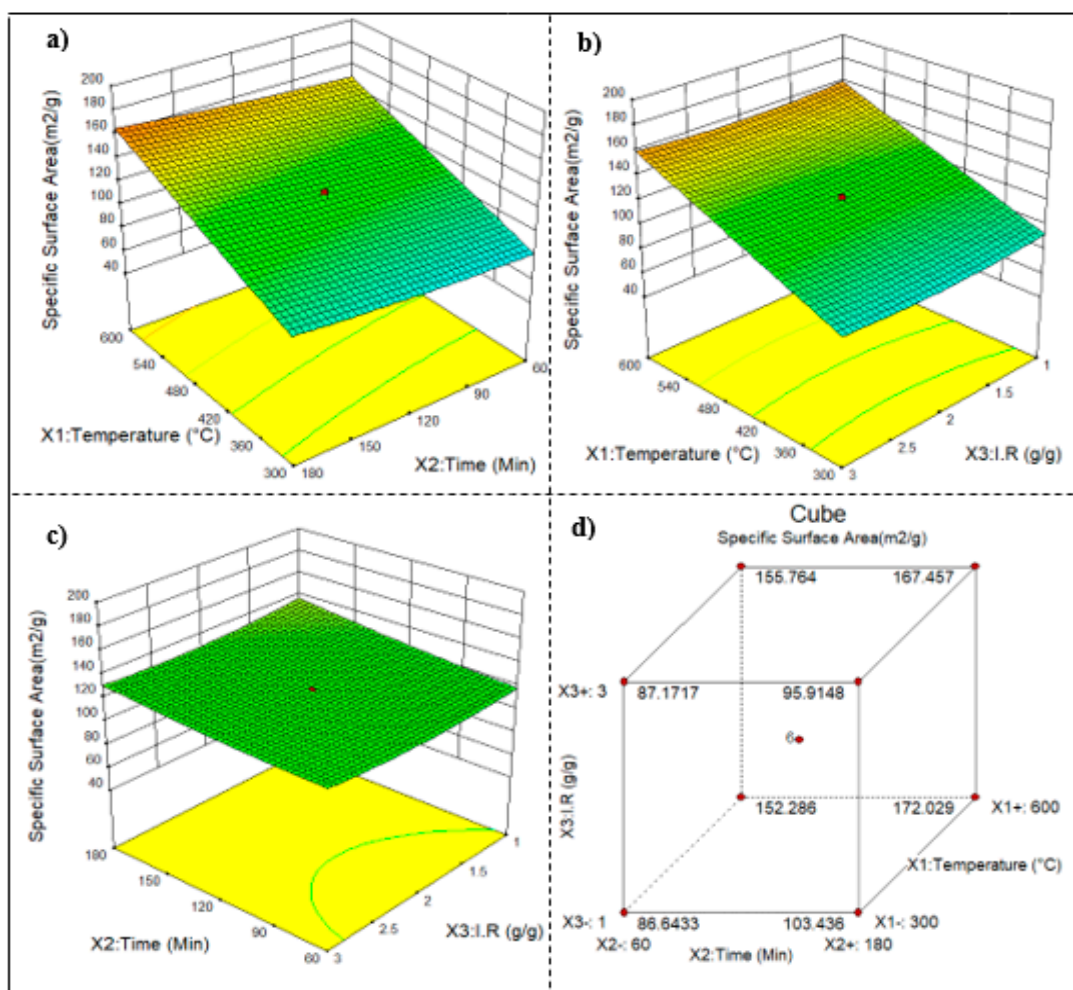 a)
Specific Surface Area(m2/g)
200
180
160
140
120
100
80
60
40
600
540
480
420
360
300
180
150
120
90
60
X1:Temperature (°C)
X2:Time (Min)
b)
Specific Surface Area(m2/g)
200
180
160
140
120
100
80
60
40
600
540
480
420
360
300
3
2.5
2
1.5
1
X1:Temperature (°C)
X3:I.R (g/g)
c)
Specific Surface Area(m2/g)
200
180
160
140
120
100
80
60
40
180
150
120
90
60
3
2.5
2
1.5
1
X2:Time (Min)
X3:I.R (g/g)
d)
Cube
Specific Surface Area(m2/g)
155.764 167.457
X3+: 3 87.1717 95.9148
6
X3:I.R (g/g)
152.286 172.029 X1+: 600
X1:Temperature (°C)
X3-: 1 86.6433 103.436 X1-: 300
X2-: 60 X2+: 180
X2:Time (Min)